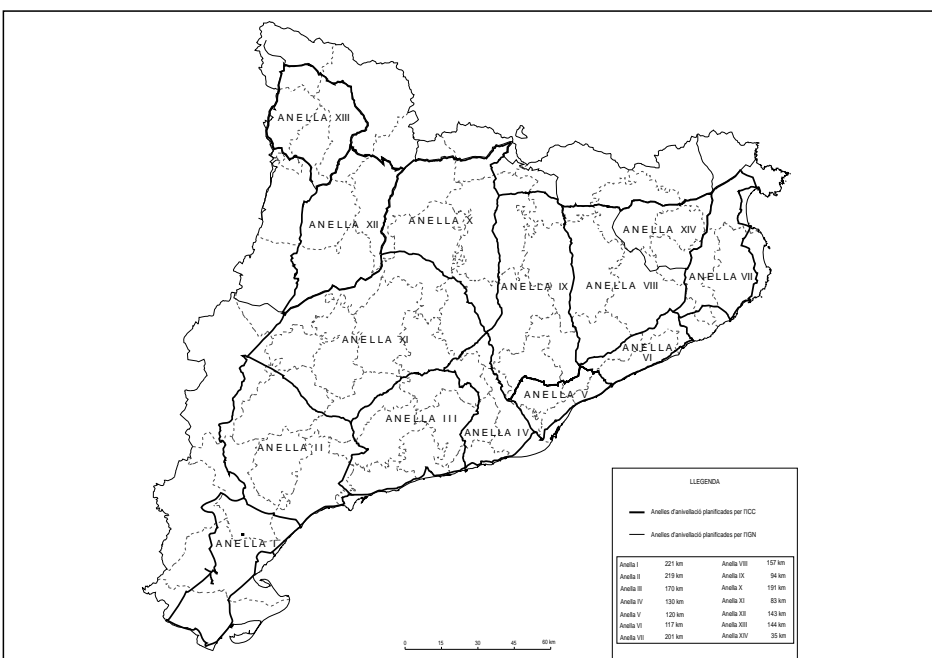 ANELLA XIII
ANELLA XII
ANELLA X
ANELLA XIV
ANELLA VII
ANELLA IX
ANELLA VIII
ANELLA XI
ANELLA
VI
ANELLA V
ANELLA III
ANELLA IV
ANELLA II
ANELLA I
LLEGENDA
Anelles d'anivellació planificades per l'ICC
Anelles d'anivellació planificades per l'IGN
Anella I 221 km Anella VIII 157 km
Anella II 219 km Anella IX 94 km
Anella III 170 km Anella X 191 km
Anella IV 130 km Anella XI 83 km
Anella V 120 km Anella XII 143 km
Anella VI 117 km Anella XIII 144 km
Anella VII 201 km Anella XIV 35 km
0 15 30 45 60 km